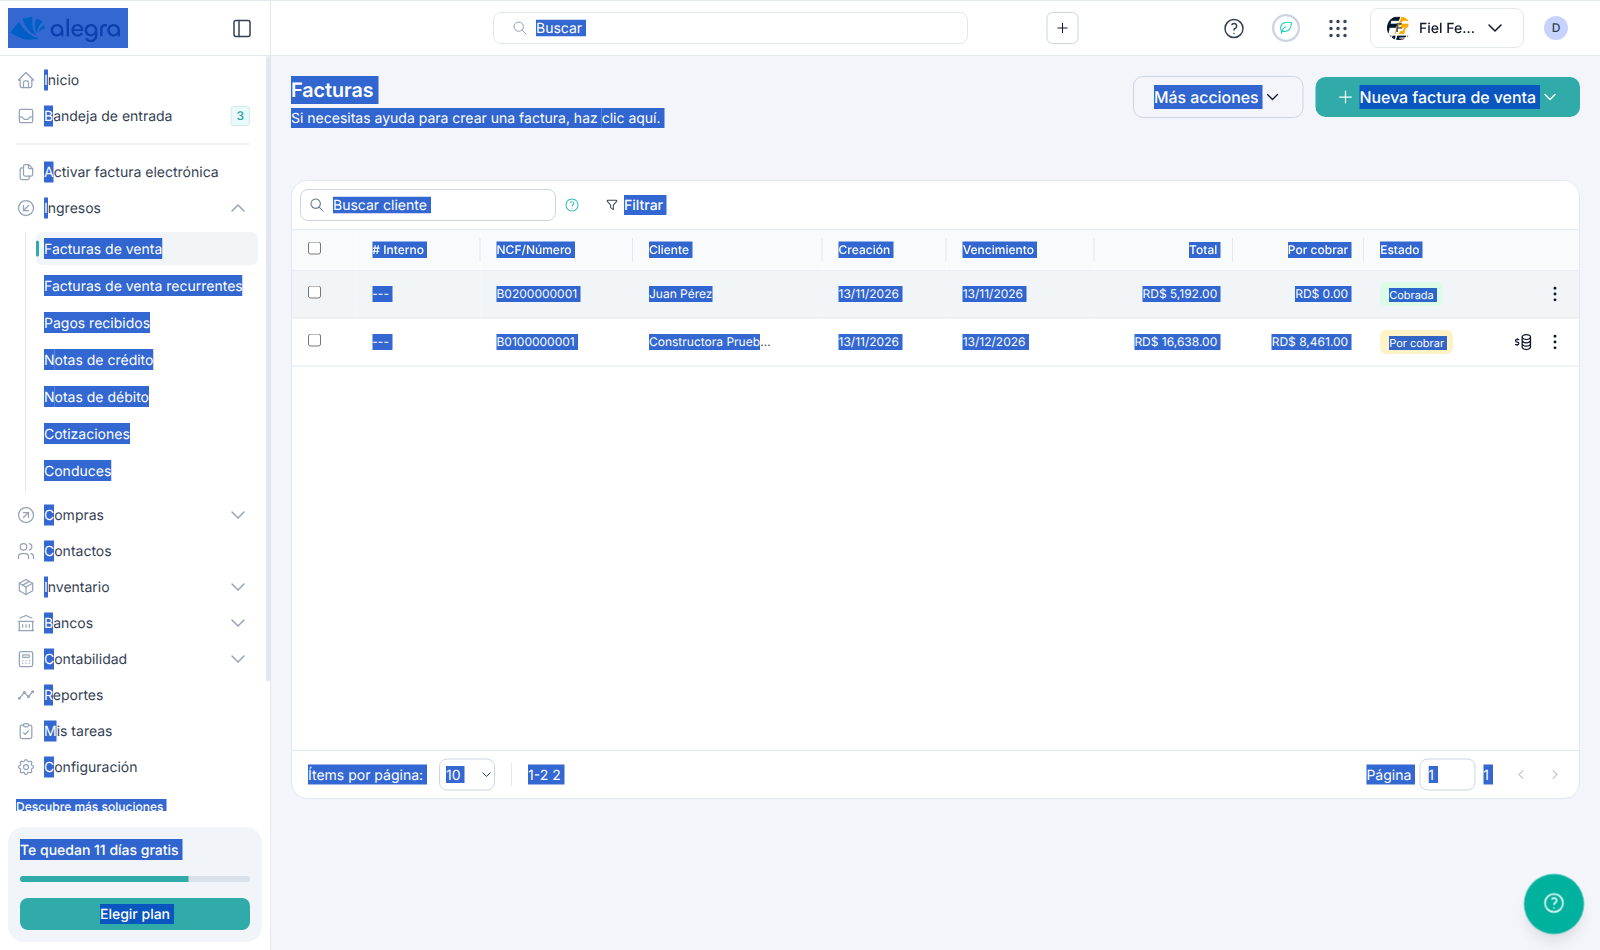 alegra
Buscar
Fiel Fe...
D
Inicio
Bandeja de entrada
3
Activar factura electrónica
Ingresos
Facturas de venta
Facturas de venta recurrentes
Pagos recibidos
Notas de crédito
Notas de débito
Cotizaciones
Conduces
Compras
Contactos
Inventario
Bancos
Contabilidad
Reportes
Mis tareas
Configuración
Descubre más soluciones
Te quedan 11 días gratis
Elegir plan
Facturas
Si necesitas ayuda para crear una factura, haz clic aquí.
Más acciones
Nueva factura de venta
Buscar cliente
Filtrar
# Interno NCF/Número Cliente Creación Vencimiento Total Por cobrar Estado
--- B0200000001 Juan Pérez 13/11/2026 13/11/2026 RD$ 5,192.00 RD$ 0.00 Cobrada
--- B0100000001 Constructora Prueb... 13/11/2026 13/12/2026 RD$ 16,638.00 RD$ 8,461.00 Por cobrar
Ítems por página: 10 1-2 2 Página 1 1